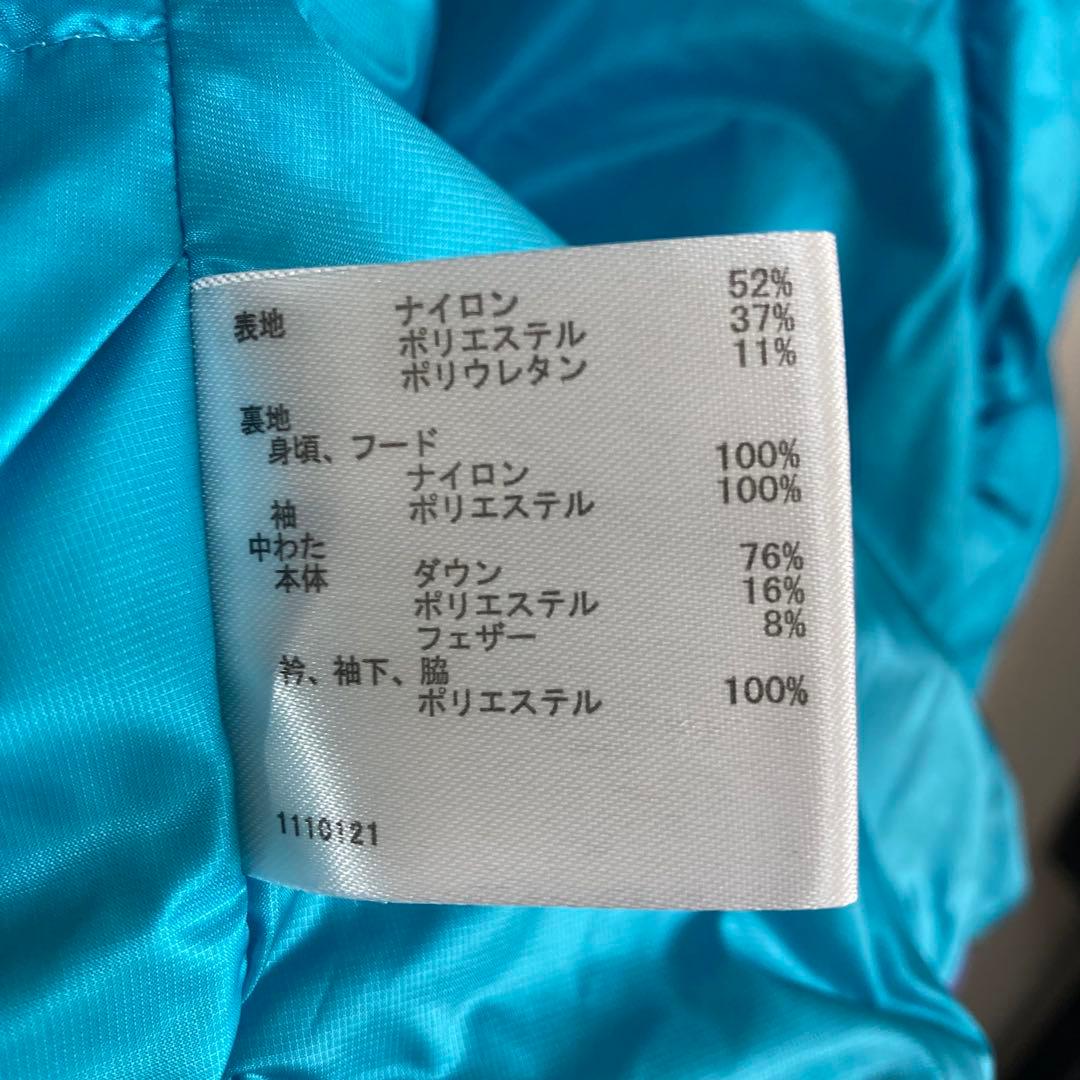 表地 ナイロン 52%
ポリエステル 37%
ポリウレタン 11%
裏地
身頃、フード
ナイロン 100%
袖 ポリエステル 100%
中わた
本体 ダウン 76%
ポリエステル 16%
フェザー 8%
衿、袖下、脇
ポリエステル 100%
1110121